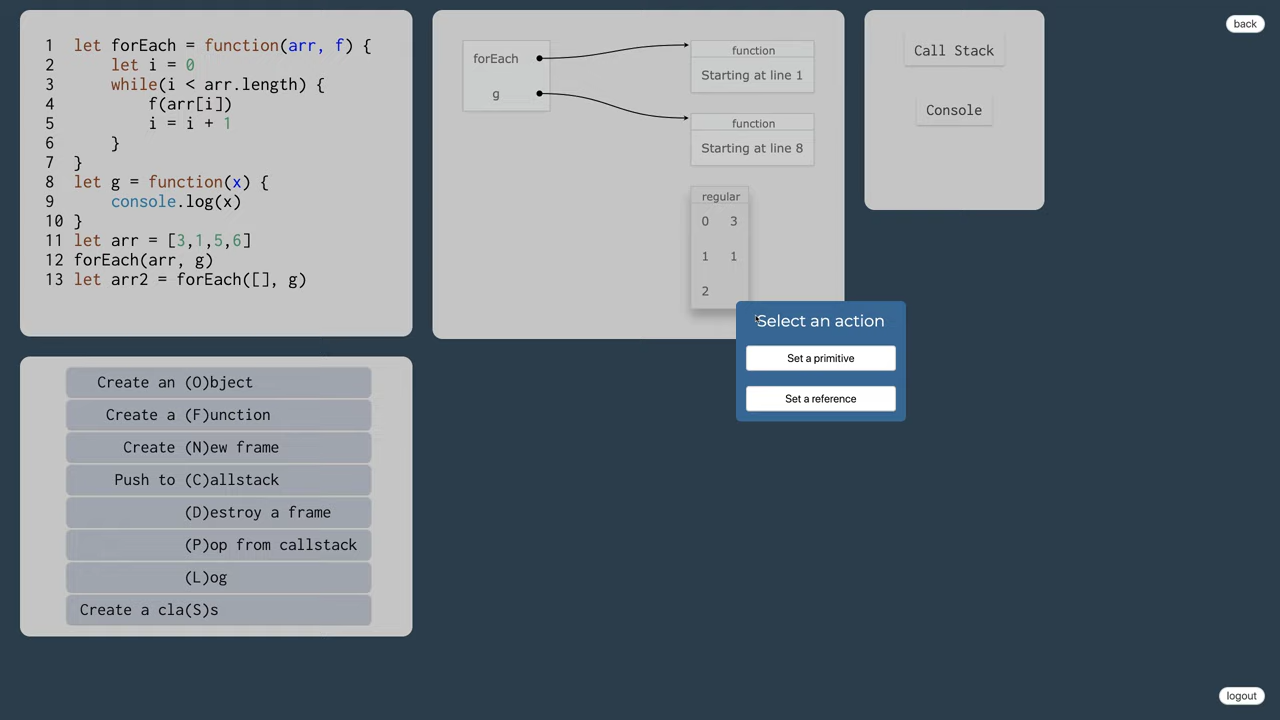 1 let forEach = function(arr, f) {
2 let i = 0
3 while(i < arr.length) {
4 f(arr[i])
5 i = i + 1
6 }
7 }
8 let g = function(x) {
9 console.log(x)
10 }
11 let arr = [3,1,5,6]
12 forEach(arr, g)
13 let arr2 = forEach([], g)
Create an (O)bject
Create a (F)unction
Create (N)ew frame
Push to (C)allstack
(D)estroy a frame
(P)op from callstack
(L)og
Create a cla(S)s
forEach
g
function
Starting at line 1
function
Starting at line 8
regular
0 3
1 1
2
Select an action
Set a primitive
Set a reference
Call Stack
Console
back
logout